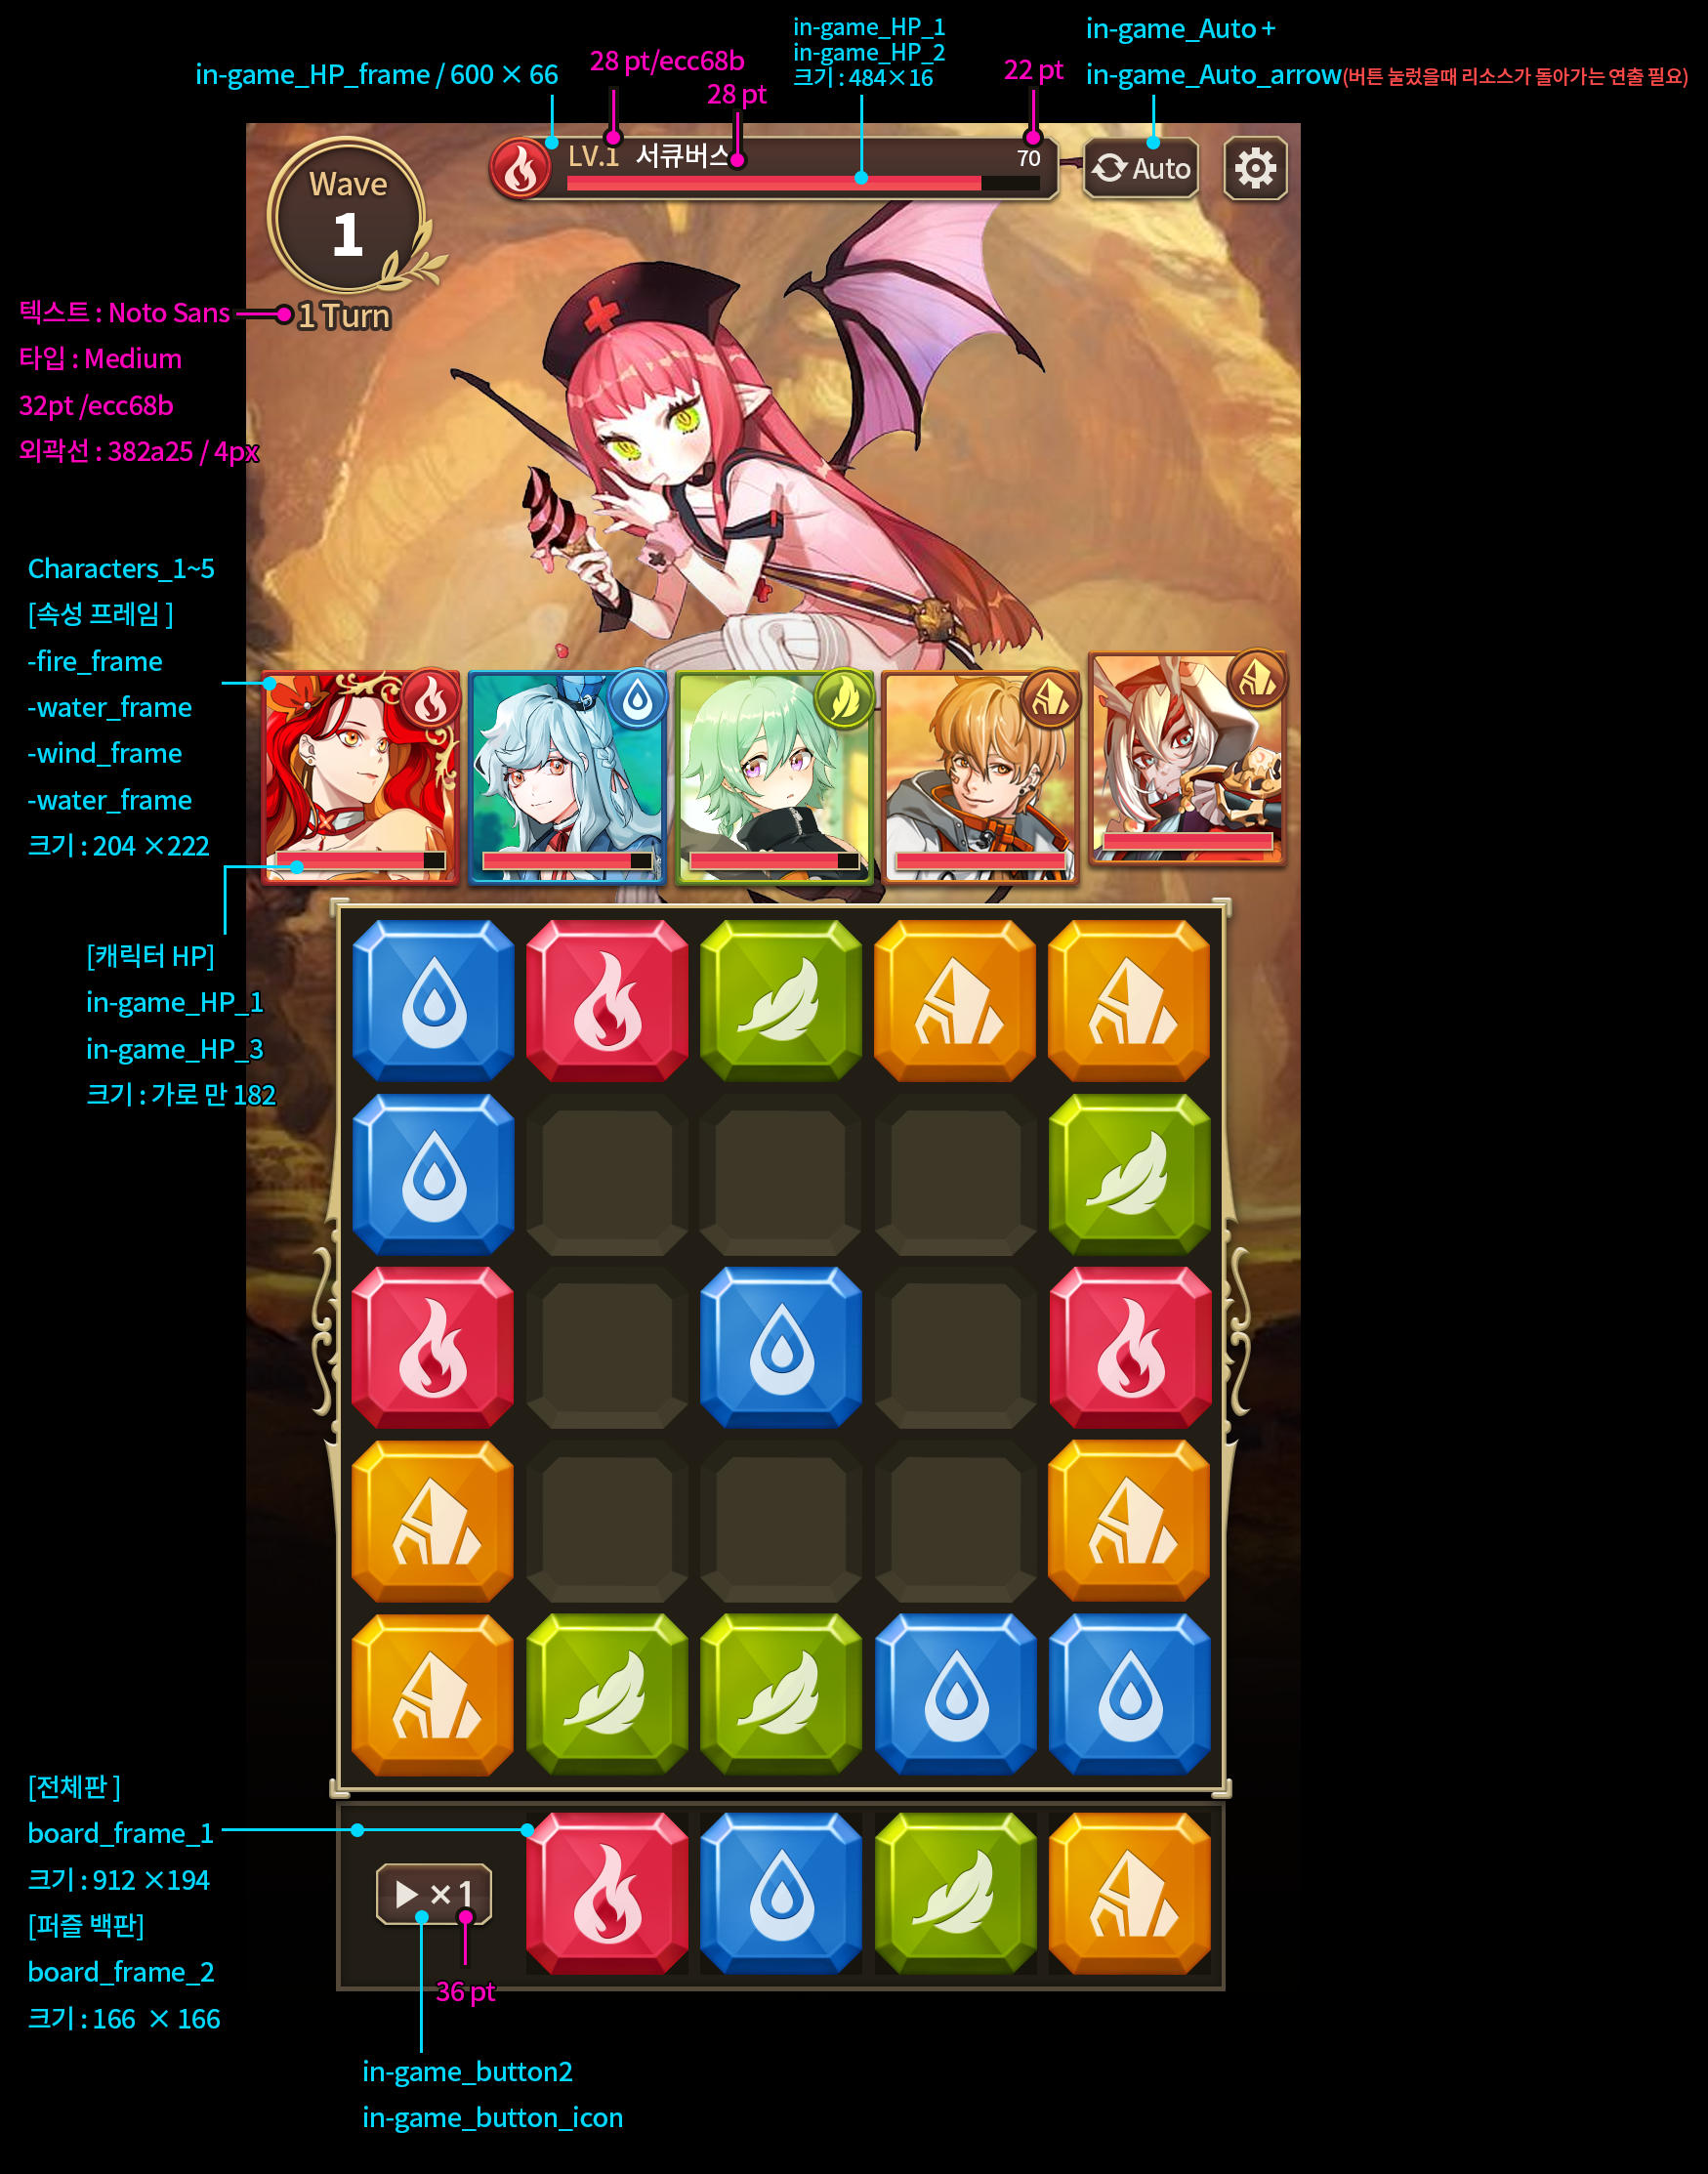 in-game_HP_1
in-game_HP_2
크기 : 484×16
in-game_Auto +
in-game_HP_frame / 600 × 66
28 pt/ecc68b
28 pt
22 pt
in-game_Auto_arrow(버튼 눌렀을때 리소스가 돌아가는 연출 필요)
LV.1 서큐버스
70
Auto
Wave
1
1 Turn
텍스트 : Noto Sans
타입 : Medium
32pt /ecc68b
외곽선 : 382a25 / 4px
Characters_1~5
[속성 프레임 ]
-fire_frame
-water_frame
-wind_frame
-water_frame
크기 : 204 ×222
[캐릭터 HP]
in-game_HP_1
in-game_HP_3
크기 : 가로 만 182
[전체판 ]
board_frame_1
크기 : 912 ×194
[퍼즐 백판]
board_frame_2
크기 : 166 × 166
×1
36 pt
in-game_button2
in-game_button_icon